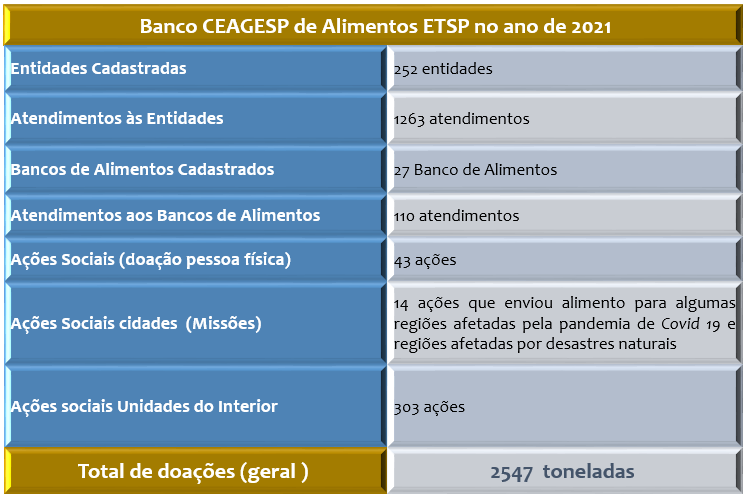 Banco CEAGESP de Alimentos ETSP no ano de 2021
Entidades Cadastradas
252 entidades
Atendimentos às Entidades
1263 atendimentos
Bancos de Alimentos Cadastrados
27 Banco de Alimentos
Atendimentos aos Bancos de Alimentos
110 atendimentos
Ações Sociais (doação pessoa física)
43 ações
Ações Sociais cidades (Missões)
14 ações que enviou alimento para algumas
regiões afetadas pela pandemia de Covid 19 e
regiões afetadas por desastres naturais
Ações sociais Unidades do Interior
303 ações
Total de doações (geral )
2547 toneladas